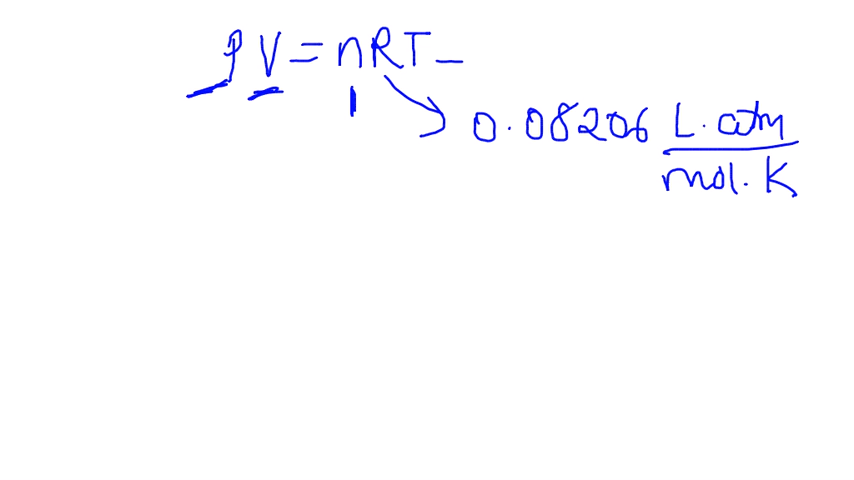 PV = nRT -
0.08206 L. atm
mol. K